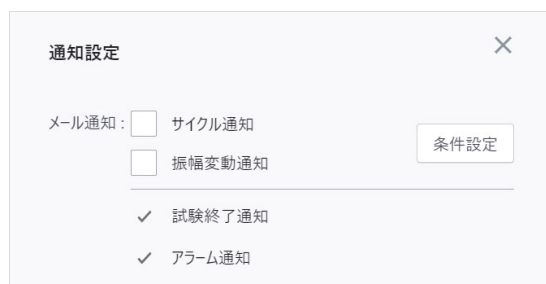 通知設定
メール通知 : サイクル通知
条件設定
振幅変動通知
試験終了通知
アラーム通知